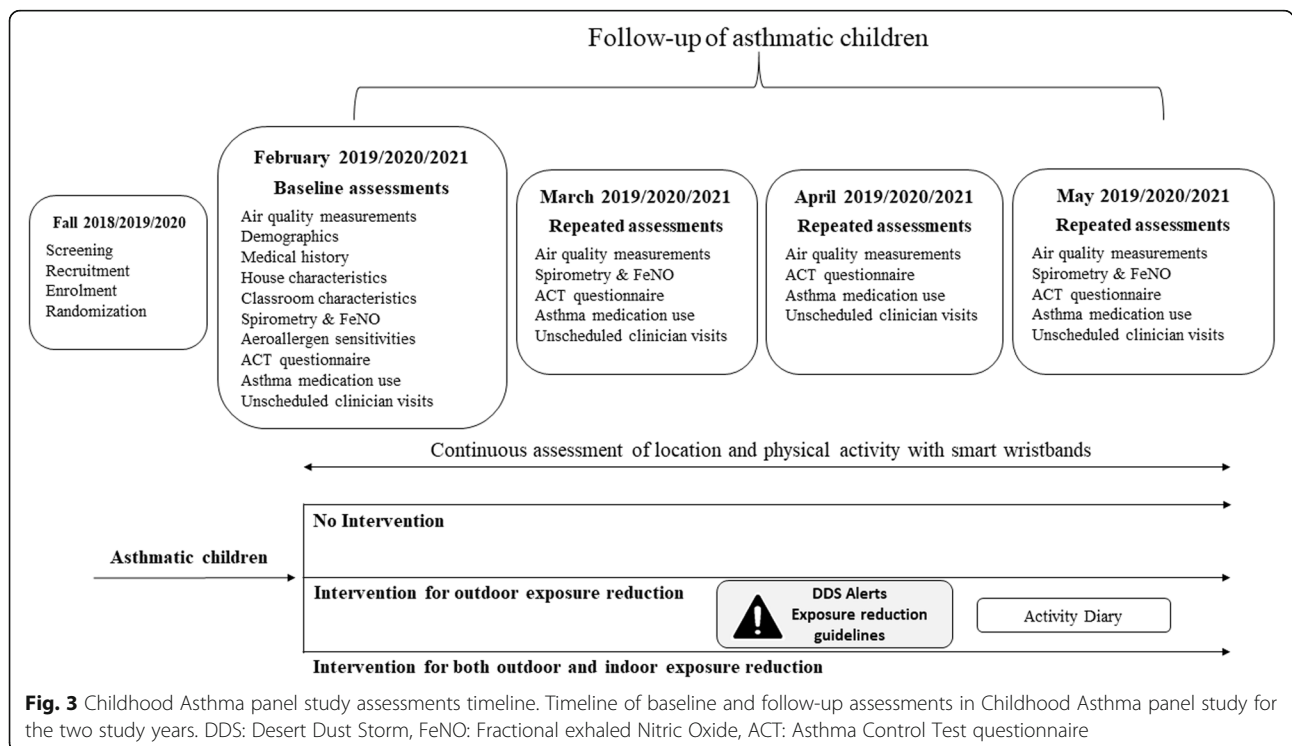 Follow-up of asthmatic children
Fall 2018/2019/2020
Screening
Recruitment
Enrolment
Randomization
February 2019/2020/2021
Baseline assessments
Air quality measurements
Demographics
Medical history
House characteristics
Classroom characteristics
Spirometry & FeNO
Aeroallergen sensitivities
ACT questionnaire
Asthma medication use
Unscheduled clinician visits
March 2019/2020/2021
Repeated assessments
Air quality measurements
Spirometry & FeNO
ACT questionnaire
Asthma medication use
Unscheduled clinician visits
April 2019/2020/2021
Repeated assessments
Air quality measurements
ACT questionnaire
Asthma medication use
Unscheduled clinician visits
May 2019/2020/2021
Repeated assessments
Air quality measurements
Spirometry & FeNO
ACT questionnaire
Asthma medication use
Unscheduled clinician visits
Continuous assessment of location and physical activity with smart wristbands
No Intervention
Asthmatic children
Intervention for outdoor exposure reduction
DDS Alerts
Exposure reduction
guidelines
Activity Diary
Intervention for both outdoor and indoor exposure reduction
Fig. 3 Childhood Asthma panel study assessments timeline. Timeline of baseline and follow-up assessments in Childhood Asthma panel study for
the two study years. DDS: Desert Dust Storm, FeNO: Fractional exhaled Nitric Oxide, ACT: Asthma Control Test questionnaire